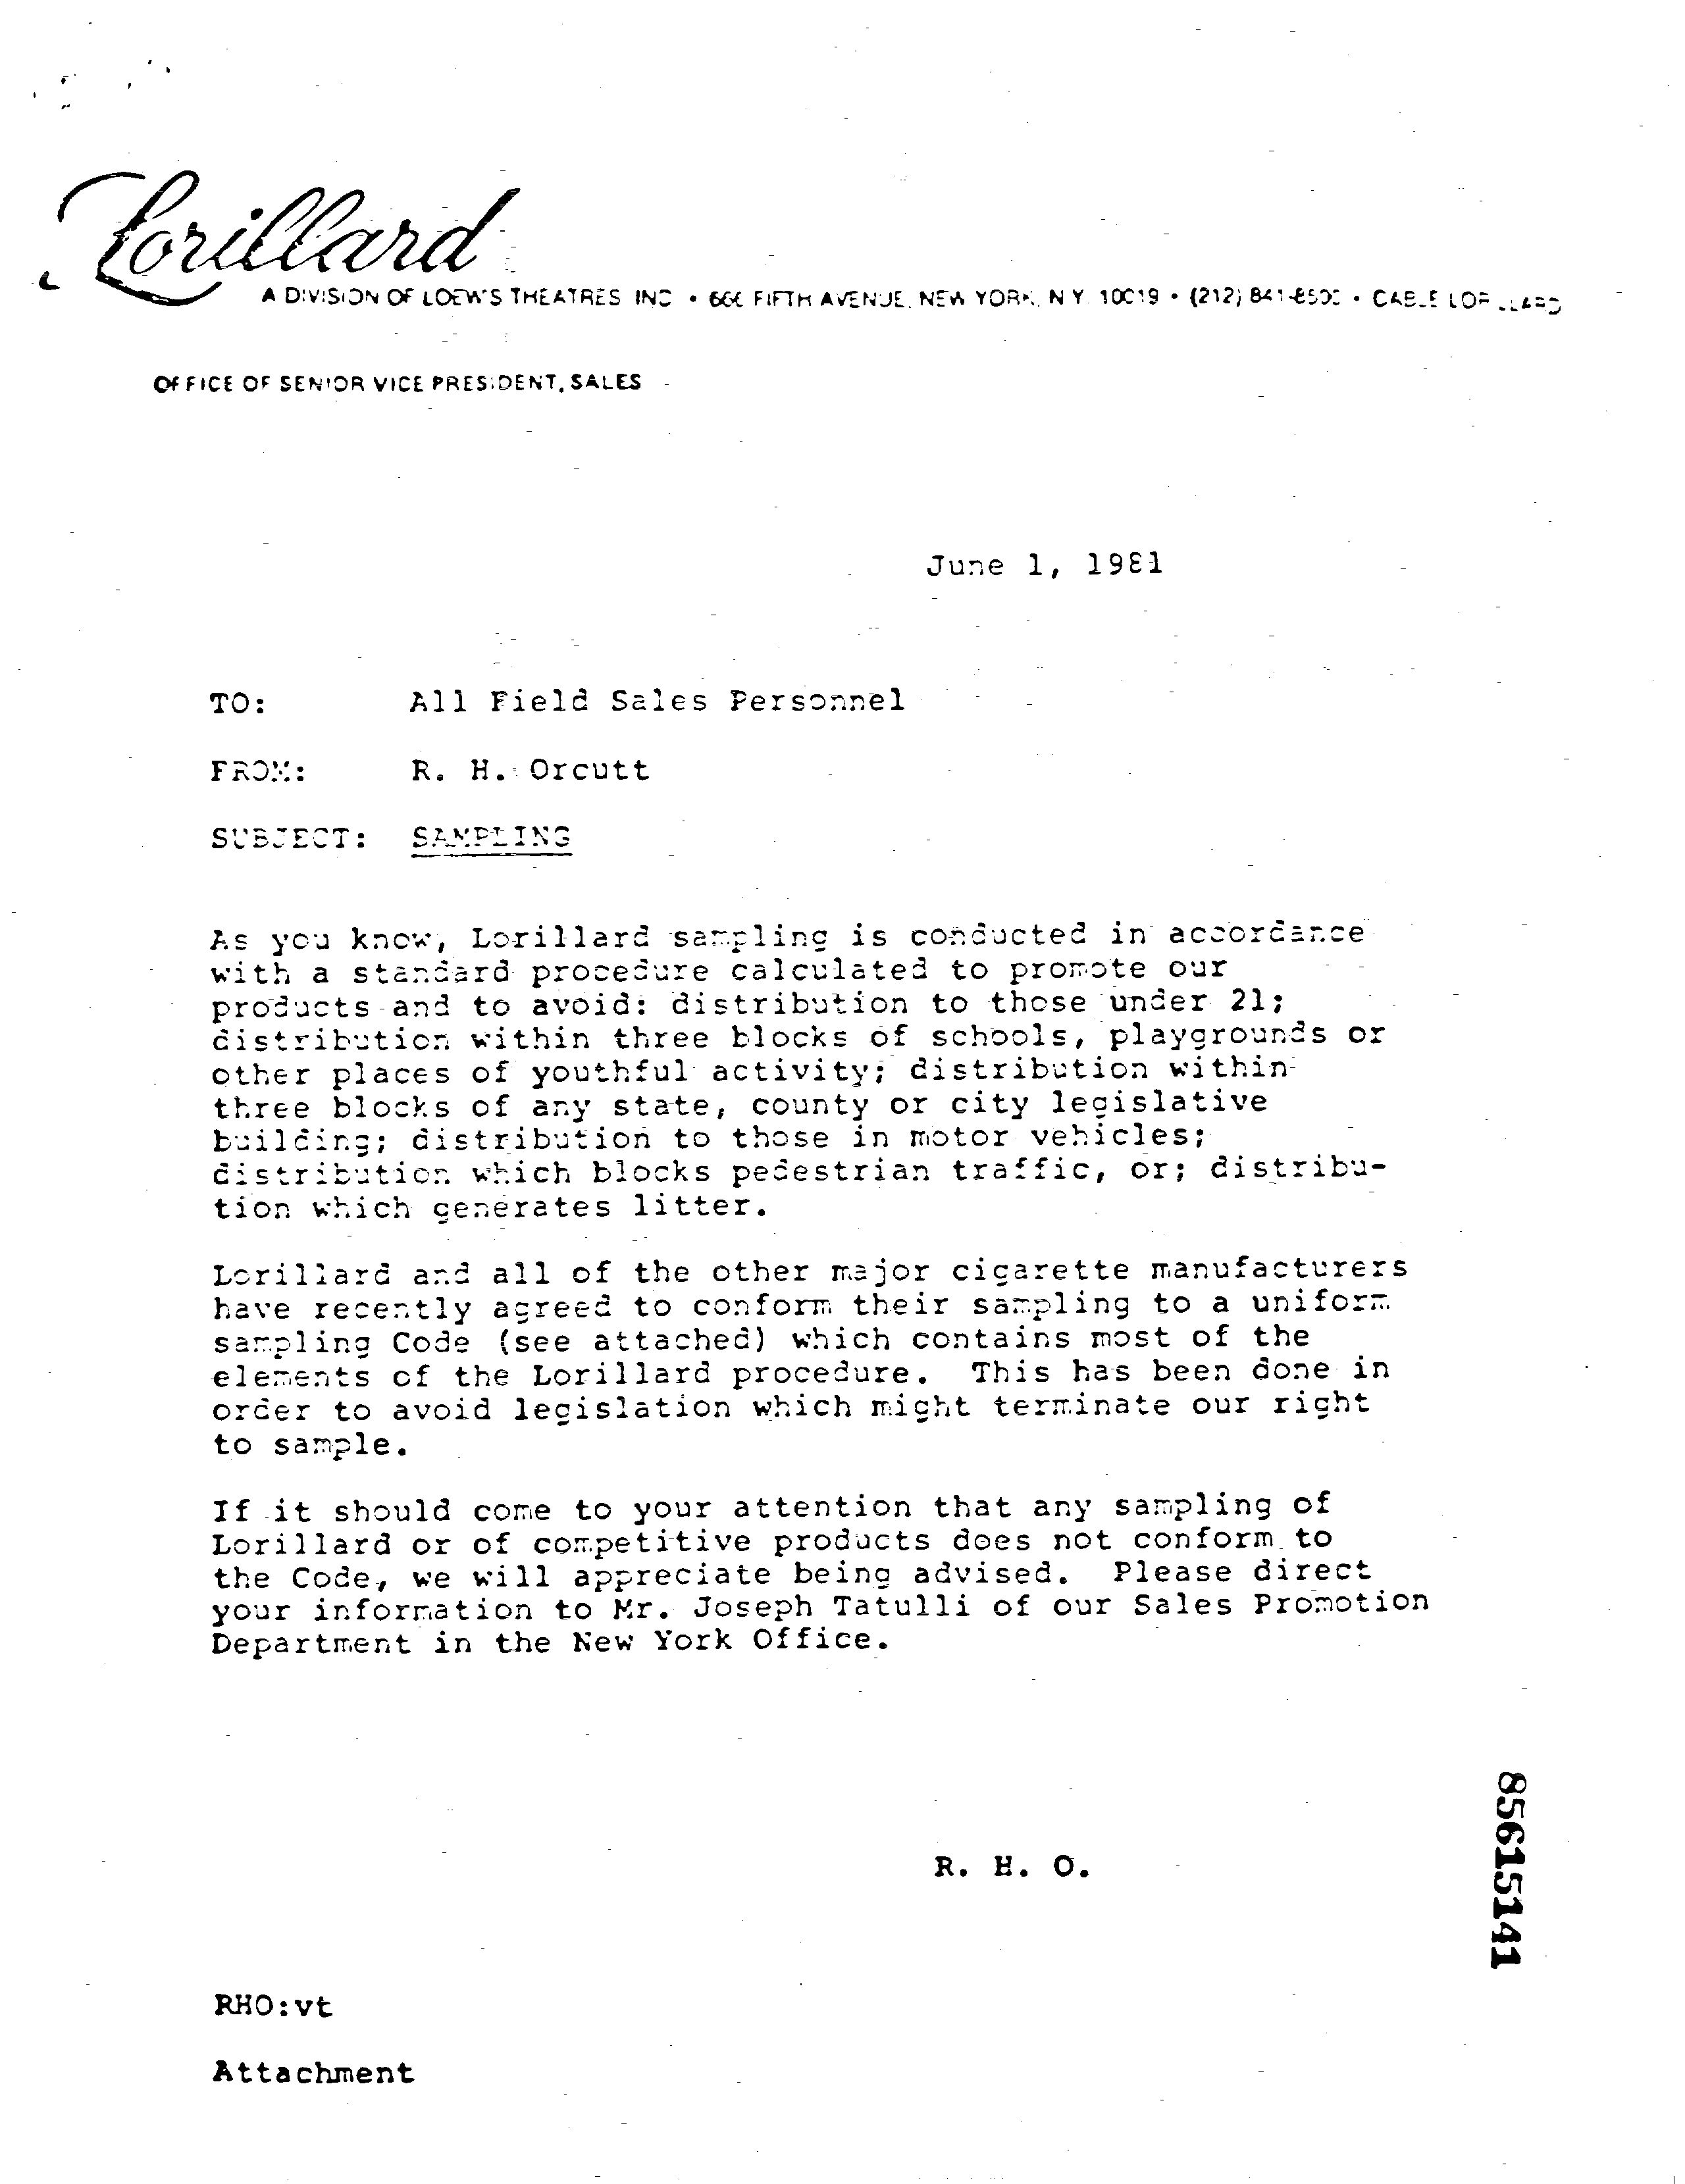 Lorillard
A DIVISION OF LOEW'S THEATRES INC • 666 FIFTH AVENUE, NEW YORK, N.Y. 10019 • (212) 841-8500 • CABLE LORILLARD
OFFICE OF SENIOR VICE PRESIDENT, SALES
June 1, 1981
TO: All Field Sales Personnel
FROM: R. H. Orcutt
SUBJECT: SAMPLING
As you know, Lorillard sampling is conducted in accordance
with a standard procedure calculated to promote our
products and to avoid: distribution to those under 21;
distribution within three blocks of schools, playgrounds or
other places of youthful activity; distribution within
three blocks of any state, county or city legislative
building; distribution to those in motor vehicles;
distribution which blocks pedestrian traffic, or; distribu-
tion which generates litter.
Lorillard and all of the other major cigarette manufacturers
have recently agreed to conform their sampling to a uniform
sampling Code (see attached) which contains most of the
elements of the Lorillard procedure. This has been done in
order to avoid legislation which might terminate our right
to sample.
If it should come to your attention that any sampling of
Lorillard or of competitive products does not conform to
the Code, we will appreciate being advised. Please direct
your information to Mr. Joseph Tatulli of our Sales Promotion
Department in the New York Office.
R. H. O.
85615141
RHO:vt
Attachment